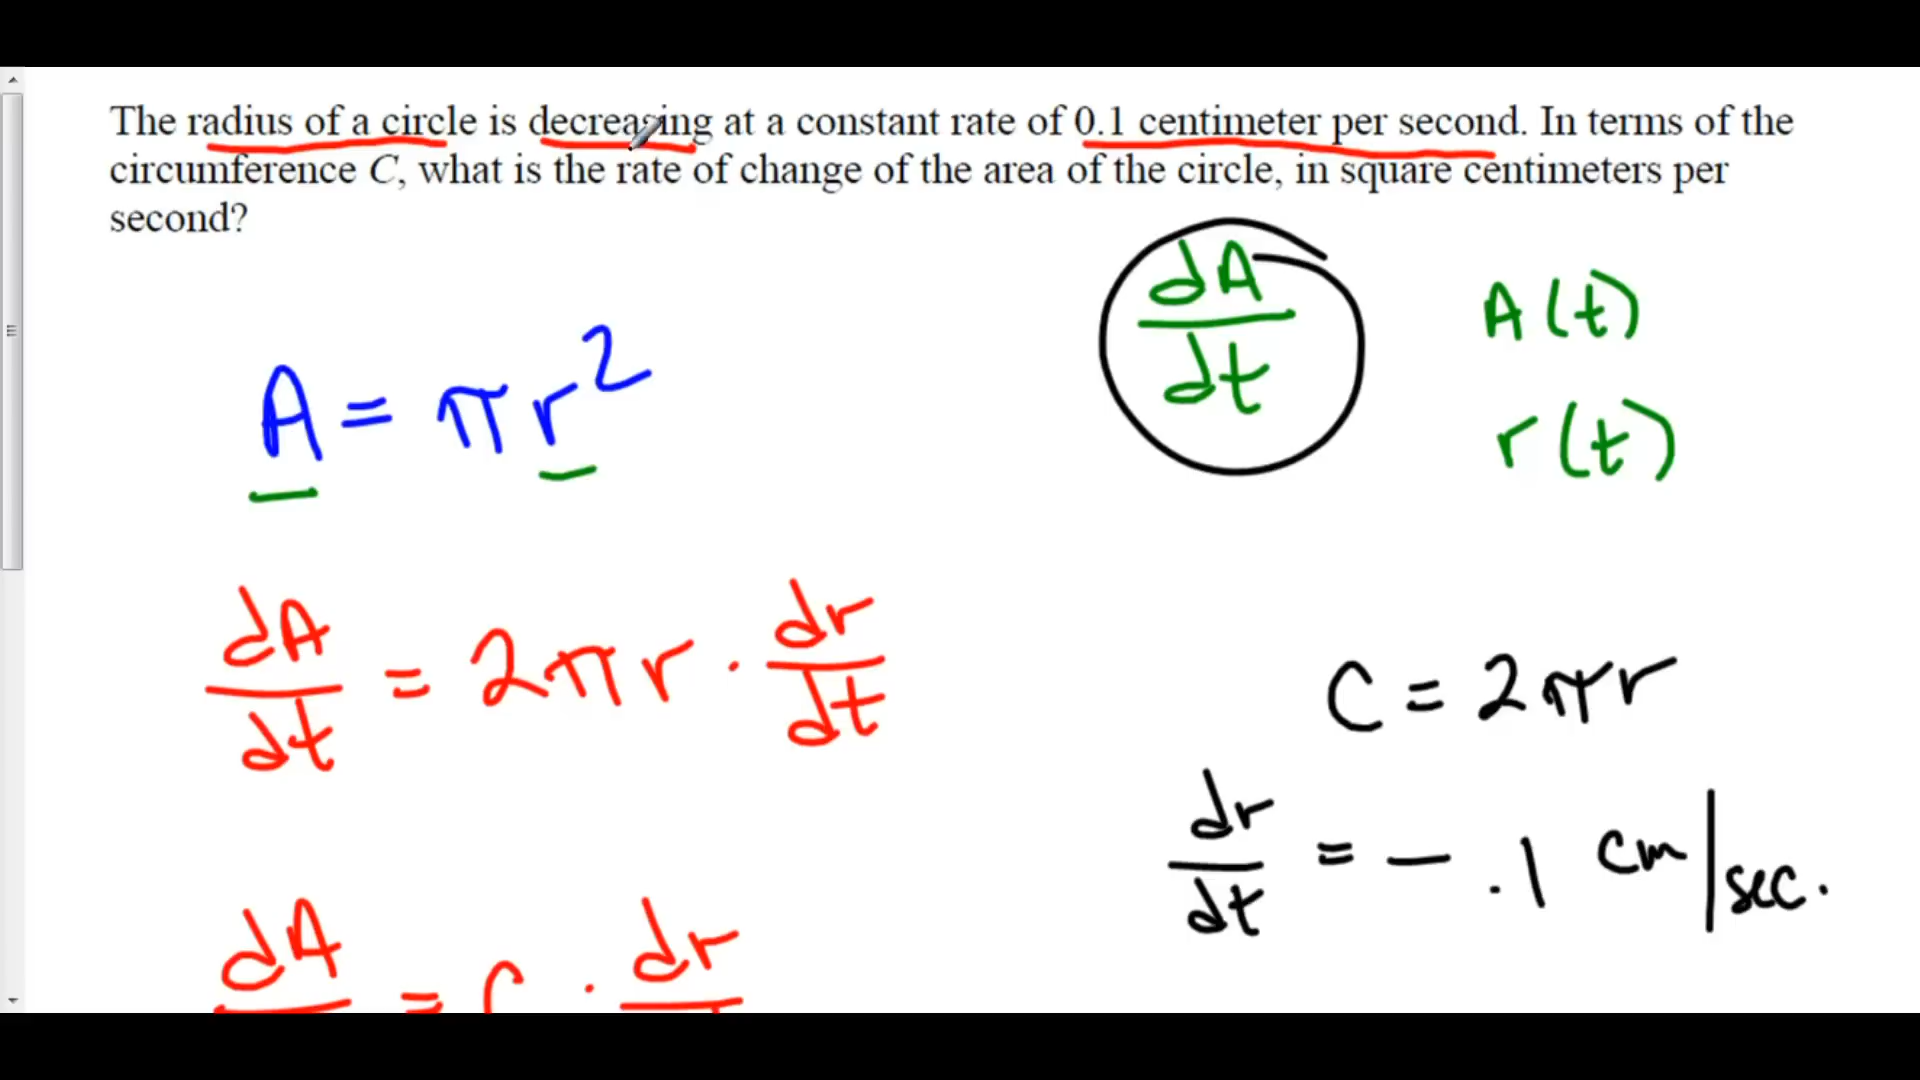 The radius of a circle is decreasing at a constant rate of 0.1 centimeter per second. In terms of the
circumference C, what is the rate of change of the area of the circle, in square centimeters per
second?
dA/dt
A(t)
A = πr²
r(t)
dA/dt = 2πr · dr/dt
C = 2πr
dr/dt = - .1 cm/sec.
dA = C · dr